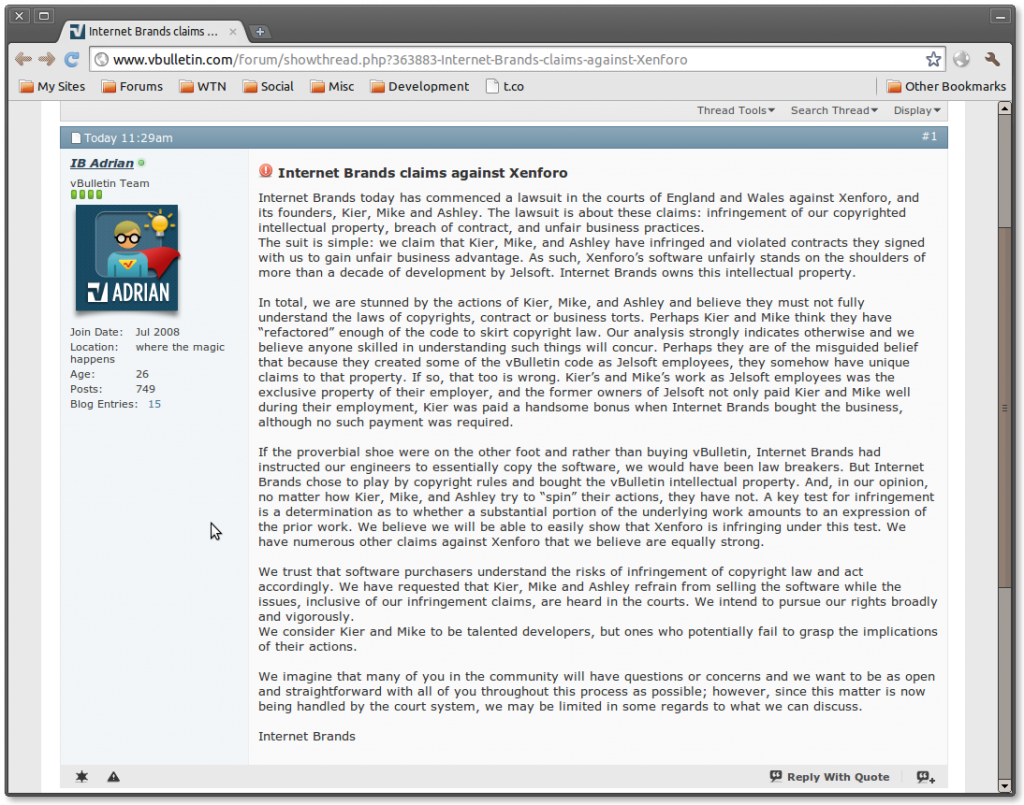 Internet Brands claims ...
www.vbulletin.com/forum/showthread.php?363883-Internet-Brands-claims-against-Xenforo
My Sites Forums WTN Social Misc Development t.co Other Bookmarks
Thread Tools Search Thread Display
Today 11:29am #1
IB Adrian
vBulletin Team
ADRIAN
Join Date: Jul 2008
Location: where the magic
happens
Age: 26
Posts: 749
Blog Entries: 15
Internet Brands claims against Xenforo
Internet Brands today has commenced a lawsuit in the courts of England and Wales against Xenforo, and
its founders, Kier, Mike and Ashley. The lawsuit is about these claims: infringement of our copyrighted
intellectual property, breach of contract, and unfair business practices.
The suit is simple: we claim that Kier, Mike, and Ashley have infringed and violated contracts they signed
with us to gain unfair business advantage. As such, Xenforo’s software unfairly stands on the shoulders of
more than a decade of development by Jelsoft. Internet Brands owns this intellectual property.
In total, we are stunned by the actions of Kier, Mike, and Ashley and believe they must not fully
understand the laws of copyrights, contract or business torts. Perhaps Kier and Mike think they have
“refactored” enough of the code to skirt copyright law. Our analysis strongly indicates otherwise and we
believe anyone skilled in understanding such things will concur. Perhaps they are of the misguided belief
that because they created some of the vBulletin code as Jelsoft employees, they somehow have unique
claims to that property. If so, that too is wrong. Kier’s and Mike’s work as Jelsoft employees was the
exclusive property of their employer, and the former owners of Jelsoft not only paid Kier and Mike well
during their employment, Kier was paid a handsome bonus when Internet Brands bought the business,
although no such payment was required.
If the proverbial shoe were on the other foot and rather than buying vBulletin, Internet Brands had
instructed our engineers to essentially copy the software, we would have been law breakers. But Internet
Brands chose to play by copyright rules and bought the vBulletin intellectual property. And, in our opinion,
no matter how Kier, Mike, and Ashley try to “spin” their actions, they have not. A key test for infringement
is a determination as to whether a substantial portion of the underlying work amounts to an expression of
the prior work. We believe we will be able to easily show that Xenforo is infringing under this test. We
have numerous other claims against Xenforo that we believe are equally strong.
We trust that software purchasers understand the risks of infringement of copyright law and act
accordingly. We have requested that Kier, Mike and Ashley refrain from selling the software while the
issues, inclusive of our infringement claims, are heard in the courts. We intend to pursue our rights broadly
and vigorously.
We consider Kier and Mike to be talented developers, but ones who potentially fail to grasp the implications
of their actions.
We imagine that many of you in the community will have questions or concerns and we want to be as open
and straightforward with all of you throughout this process as possible; however, since this matter is now
being handled by the court system, we may be limited in some regards to what we can discuss.
Internet Brands
Reply With Quote